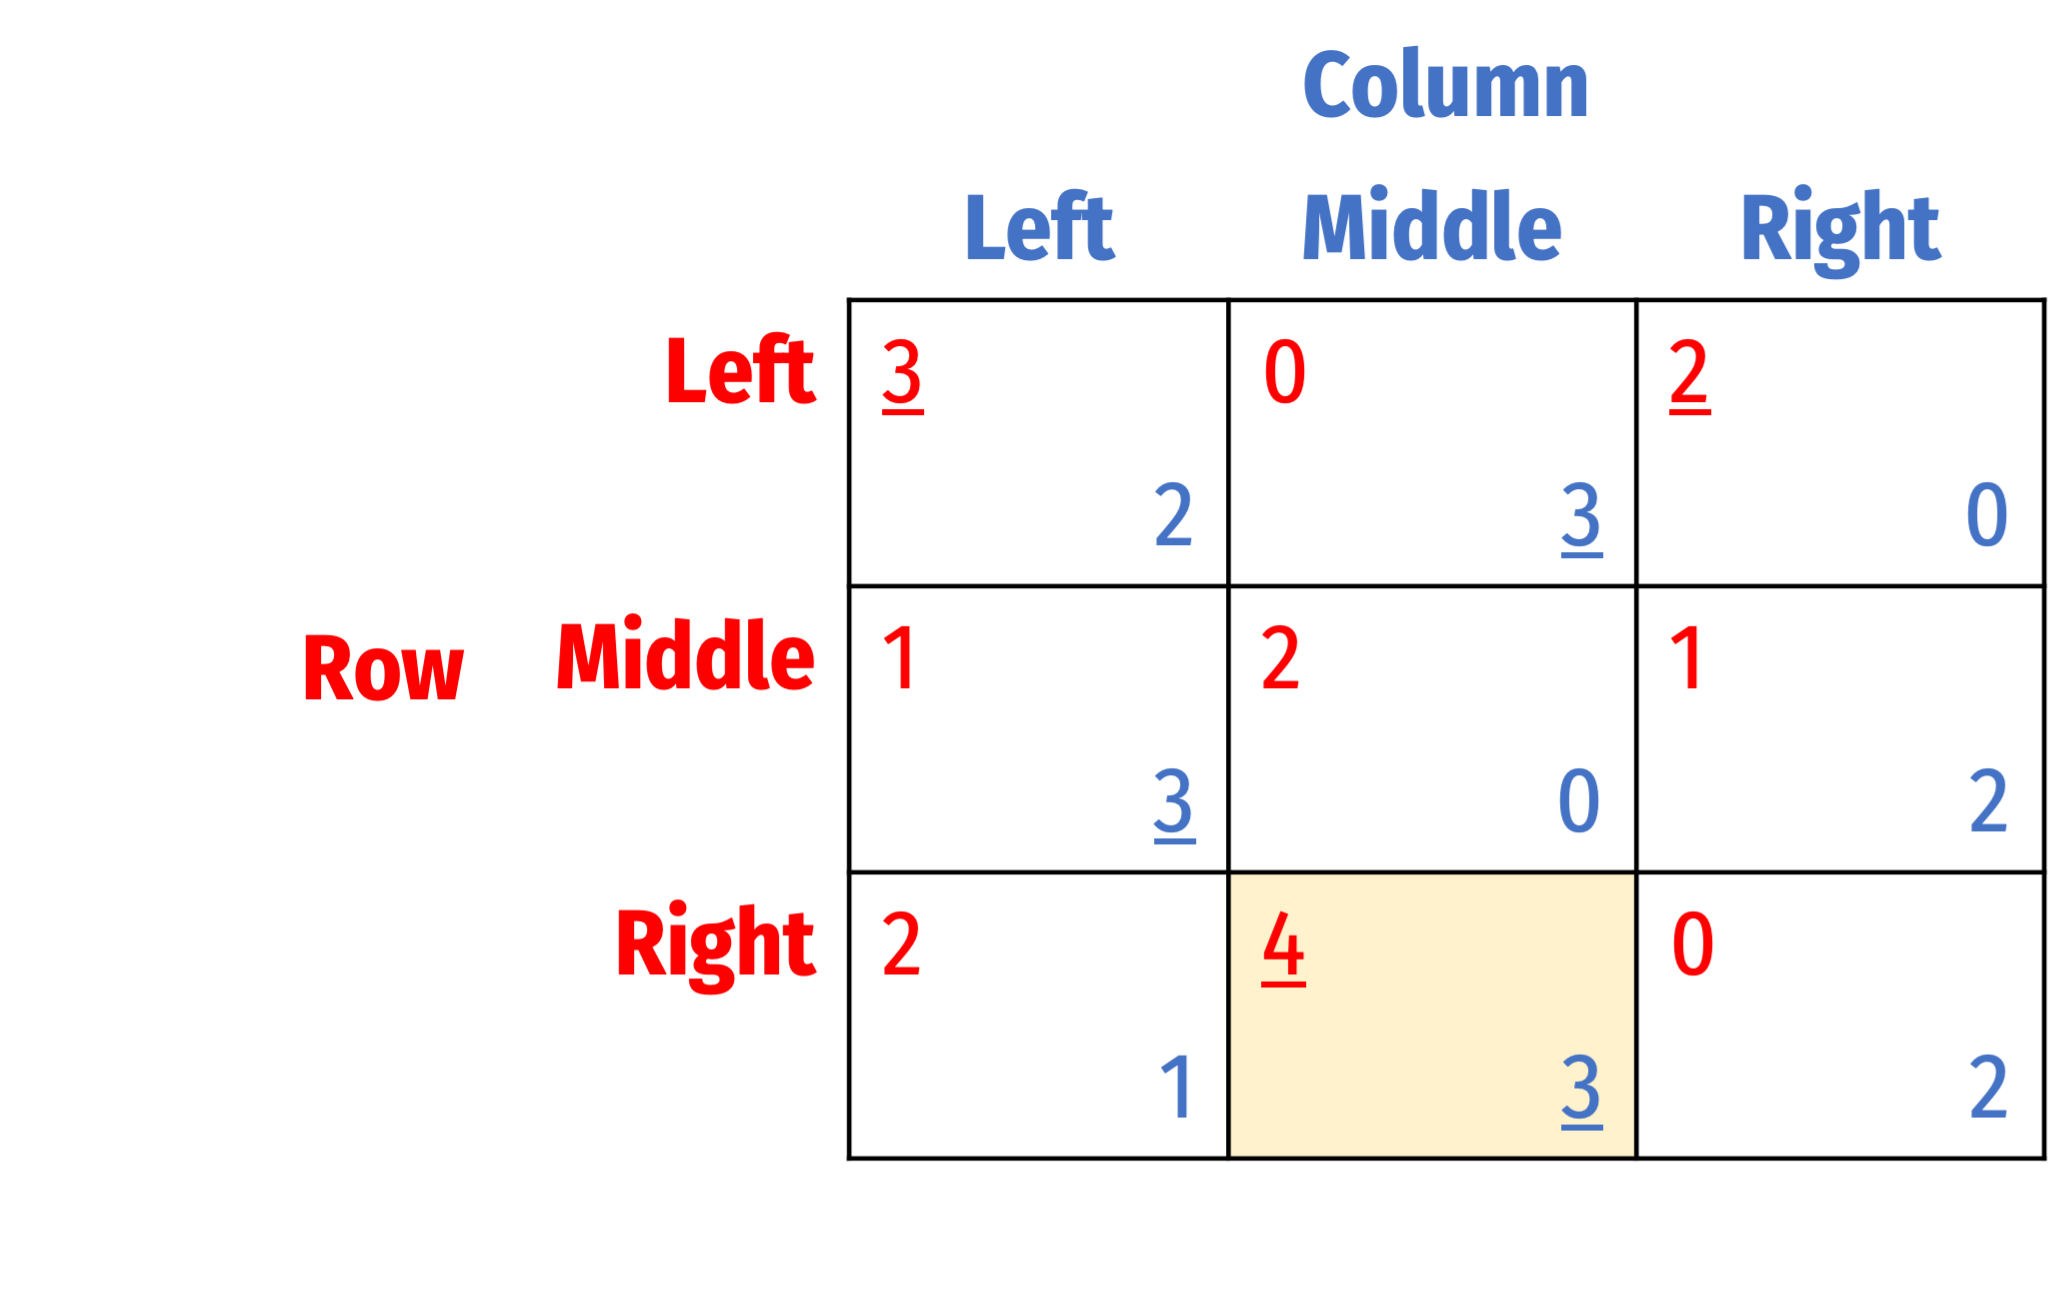 Column
Left Middle Right
Left 3 0 2
2 3 0
Row Middle 1 2 1
3 0 2
Right 2 4 0
1 3 2